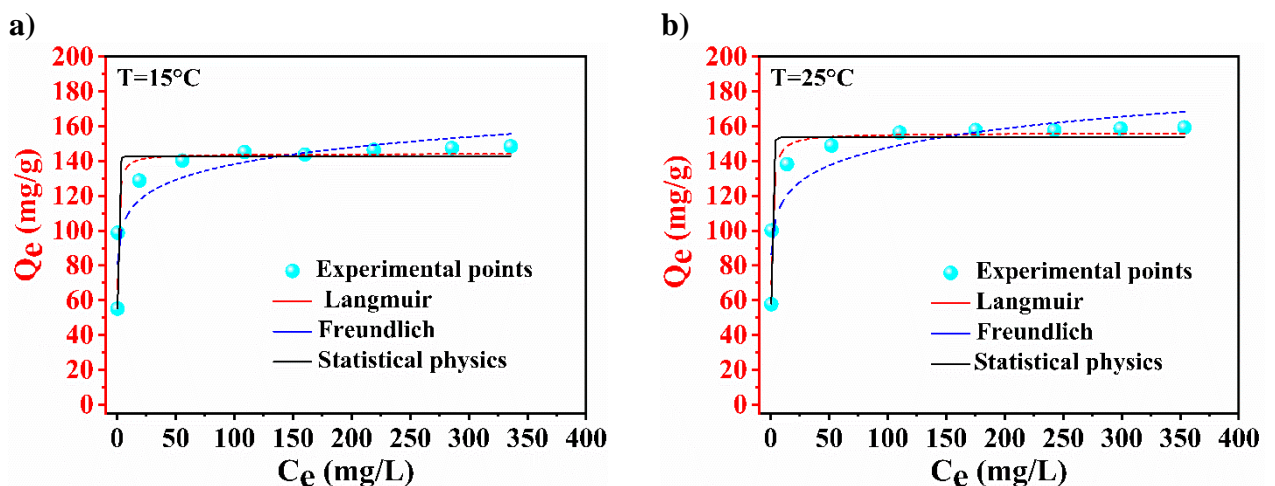 a)
T=15°C
200
180
160
140
120
100
80
60
40
20
0
Qe (mg/g)
Experimental points
Langmuir
Freundlich
Statistical physics
0 50 100 150 200 250 300 350 400
Ce (mg/L)
b)
T=25°C
200
180
160
140
120
100
80
60
40
20
0
Qe (mg/g)
Experimental points
Langmuir
Freundlich
Statistical physics
0 50 100 150 200 250 300 350 400
Ce (mg/L)